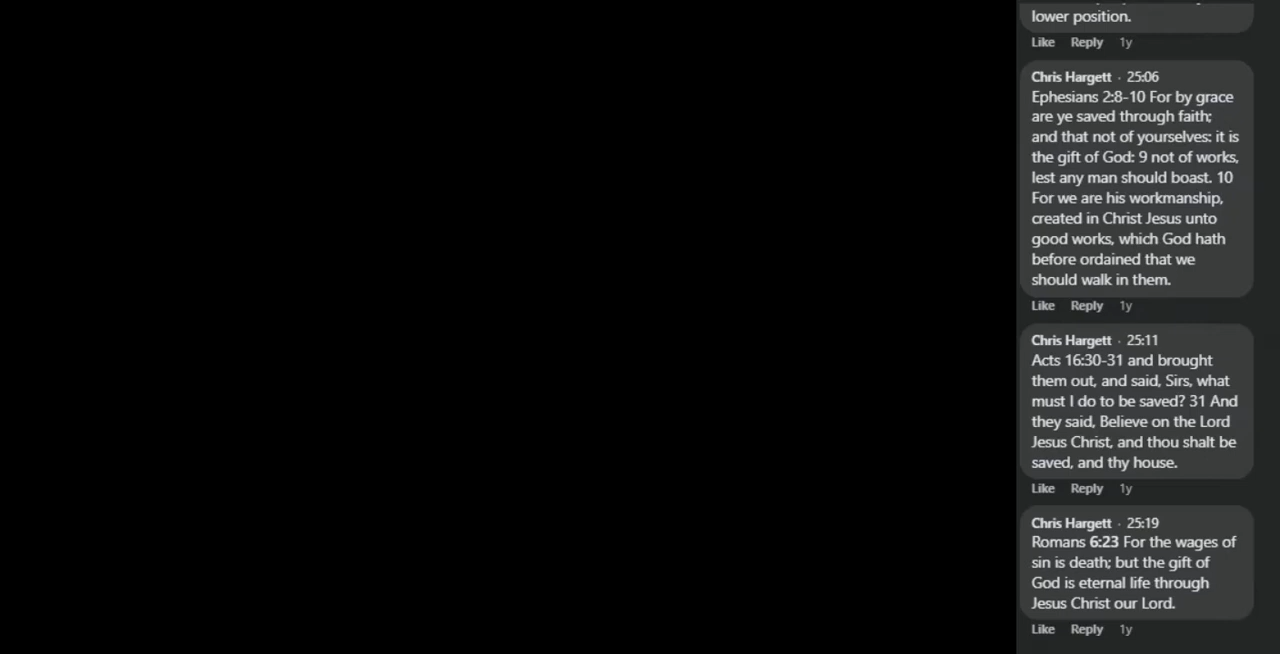 lower position.
Like Reply 1y
Chris Hargett · 25:06
Ephesians 2:8-10 For by grace
are ye saved through faith;
and that not of yourselves: it is
the gift of God: 9 not of works,
lest any man should boast. 10
For we are his workmanship,
created in Christ Jesus unto
good works, which God hath
before ordained that we
should walk in them.
Like Reply 1y
Chris Hargett · 25:11
Acts 16:30-31 and brought
them out, and said, Sirs, what
must I do to be saved? 31 And
they said, Believe on the Lord
Jesus Christ, and thou shalt be
saved, and thy house.
Like Reply 1y
Chris Hargett · 25:19
Romans 6:23 For the wages of
sin is death; but the gift of
God is eternal life through
Jesus Christ our Lord.
Like Reply 1y